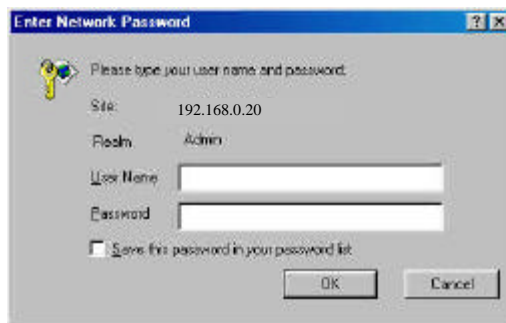 Enter Network Password
Please type your user name and password:
Site: 192.168.0.20
Realm Admin
User Name
Password
Save this password in your password list
OK Cancel